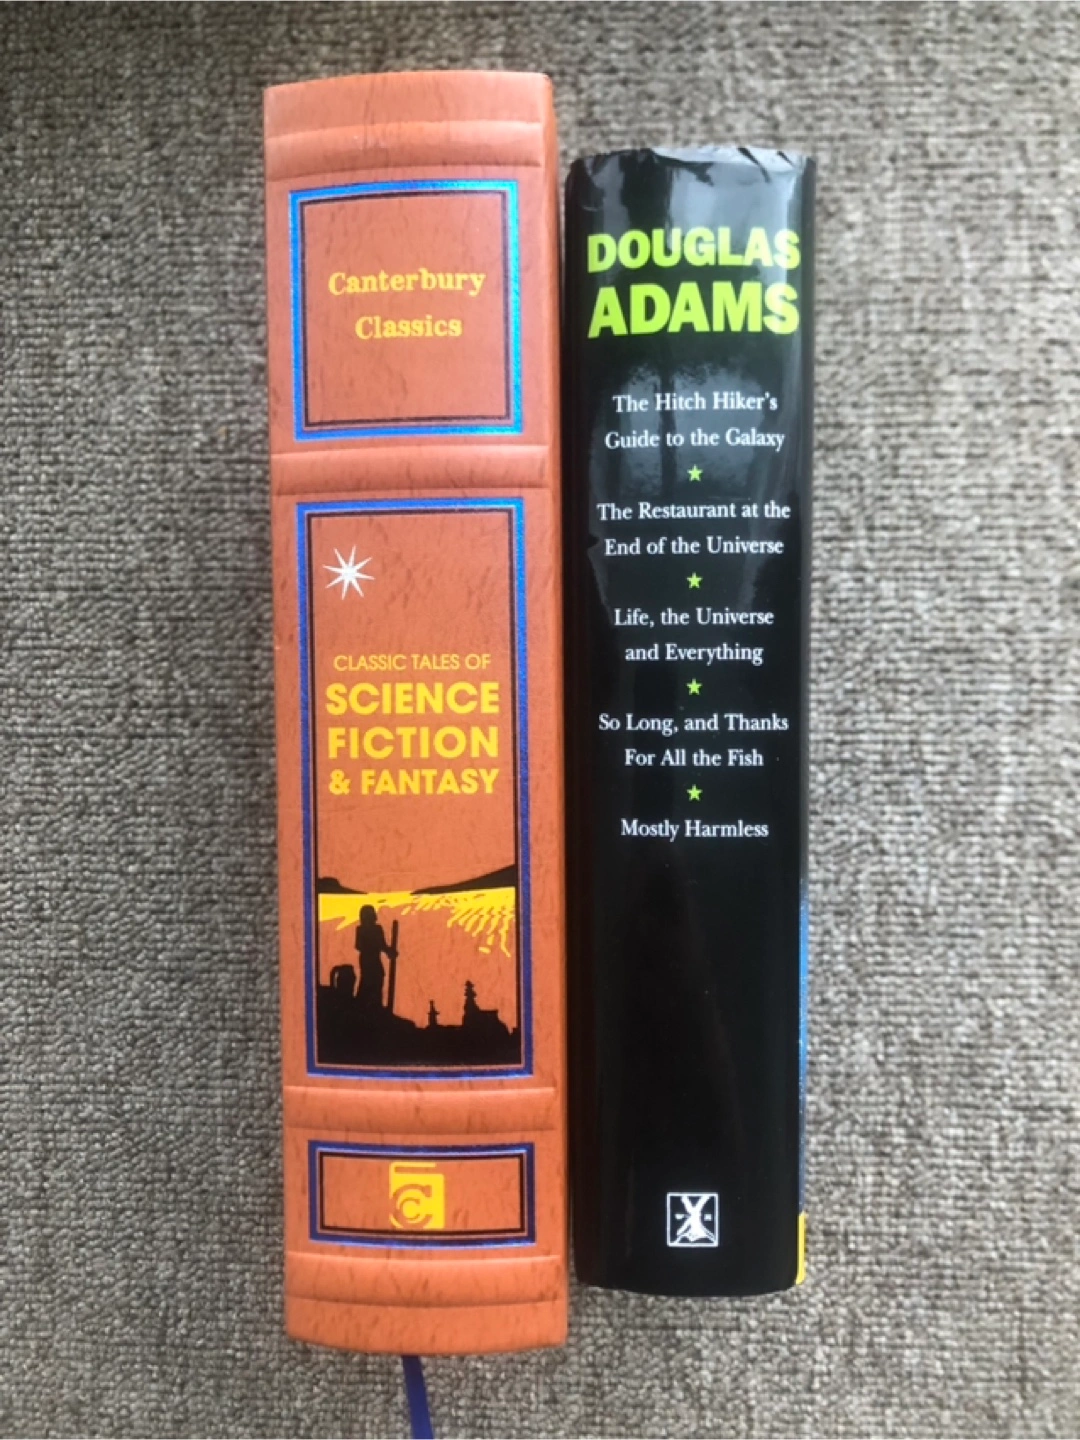 Canterbury
Classics
CLASSIC TALES OF
SCIENCE
FICTION
& FANTASY
DOUGLAS
ADAMS
The Hitch Hiker's
Guide to the Galaxy
The Restaurant at the
End of the Universe
Life, the Universe
and Everything
So Long, and Thanks
For All the Fish
Mostly Harmless